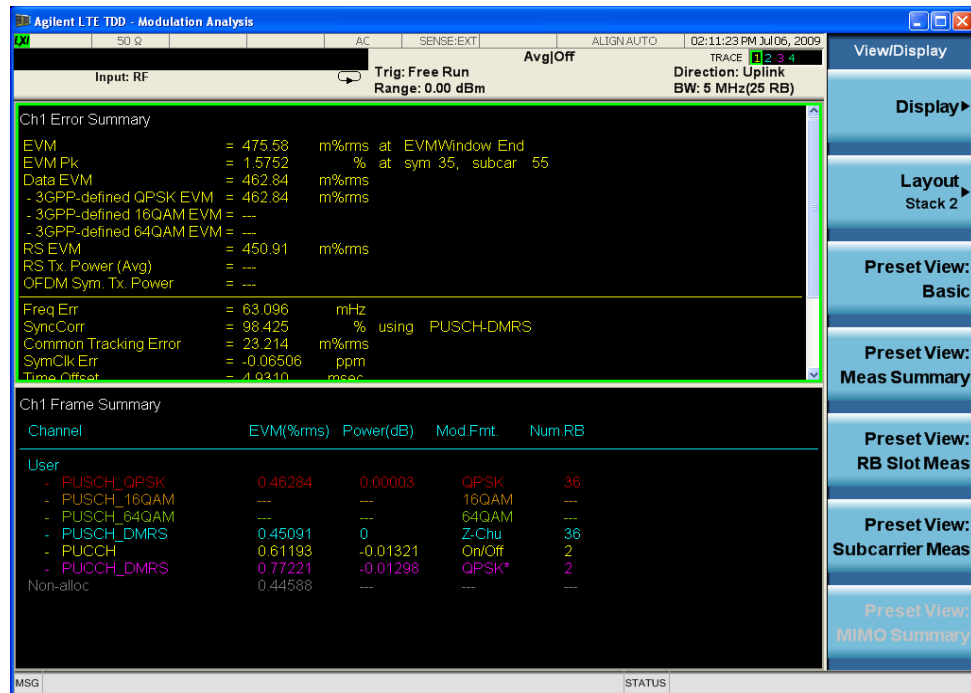 Agilent LTE TDD - Modulation Analysis
LXI 50 Ω AC SENSE:EXT ALIGN AUTO 02:11:23 PM Jul 06, 2009
Avg|Off TRACE 1 2 3 4
Input: RF Trig: Free Run Direction: Uplink
Range: 0.00 dBm BW: 5 MHz(25 RB)
Ch1 Error Summary
EVM = 475.58 m%rms at EVMWindow End
EVM Pk = 1.5752 % at sym 35, subcar 55
Data EVM = 462.84 m%rms
- 3GPP-defined QPSK EVM = 462.84 m%rms
- 3GPP-defined 16QAM EVM = ---
- 3GPP-defined 64QAM EVM = ---
RS EVM = 450.91 m%rms
RS Tx. Power (Avg) = ---
OFDM Sym. Tx. Power = ---
Freq Err = 63.096 mHz
SyncCorr = 98.425 % using PUSCH-DMRS
Common Tracking Error = 23.214 m%rms
SymClk Err = -0.06506 ppm
Time Offset = 4.9310 msec
Ch1 Frame Summary
Channel EVM(%rms) Power(dB) Mod.Fmt. Num.RB
User
- PUSCH_QPSK 0.46284 0.00003 QPSK 36
- PUSCH_16QAM --- --- 16QAM ---
- PUSCH_64QAM --- --- 64QAM ---
- PUSCH_DMRS 0.45091 0 Z-Chu 36
- PUCCH 0.61193 -0.01321 On/Off 2
- PUCCH_DMRS 0.77221 -0.01298 QPSK* 2
Non-alloc 0.44588 --- --- ---
View/Display
Display
Layout
Stack 2
Preset View:
Basic
Preset View:
Meas Summary
Preset View:
RB Slot Meas
Preset View:
Subcarrier Meas
Preset View:
MIMO Summary
MSG STATUS